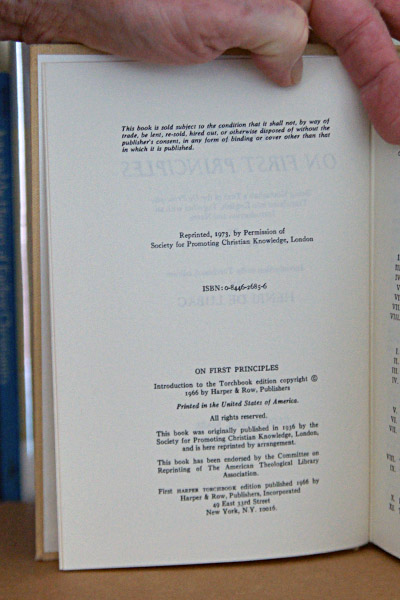 This book is sold subject to the condition that it shall not, by way of
trade, be lent, re-sold, hired out, or otherwise disposed of without the
publisher's consent, in any form of binding or cover other than that
in which it is published.
ON FIRST PRINCIPLES
HENRI DE LUBAC
Reprinted, 1973, by Permission of
Society for Promoting Christian Knowledge, London
ISBN: 0-8446-2685-6
ON FIRST PRINCIPLES
Introduction to the Torchbook edition copyright ©
1966 by Harper & Row, Publishers
Printed in the United States of America.
All rights reserved.
This book was originally published in 1936 by the
Society for Promoting Christian Knowledge, London,
and is here reprinted by arrangement.
This book has been endorsed by the Committee on
Reprinting of The American Theological Library
Association.
First HARPER TORCHBOOK edition published 1966 by
Harper & Row, Publishers, Incorporated
49 East 33rd Street
New York, N.Y. 10016.